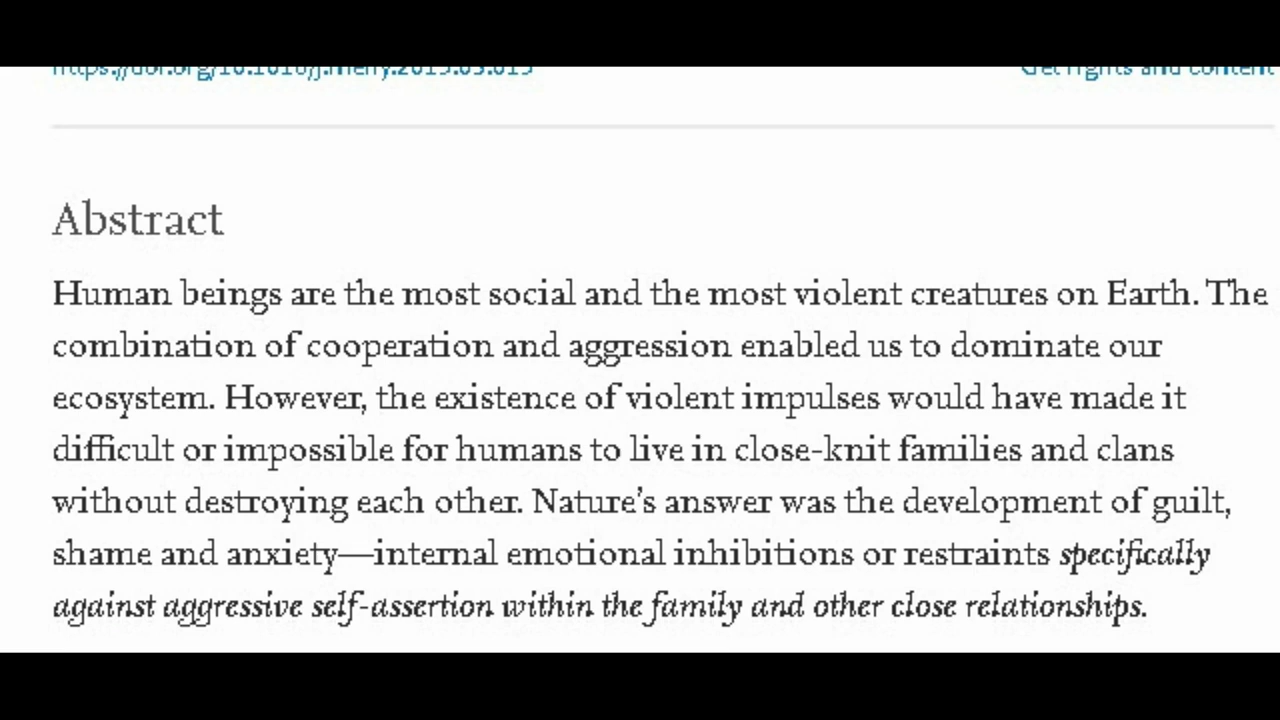 Abstract
Human beings are the most social and the most violent creatures on Earth. The
combination of cooperation and aggression enabled us to dominate our
ecosystem. However, the existence of violent impulses would have made it
difficult or impossible for humans to live in close-knit families and clans
without destroying each other. Nature's answer was the development of guilt,
shame and anxiety—internal emotional inhibitions or restraints specifically
against aggressive self-assertion within the family and other close relationships.